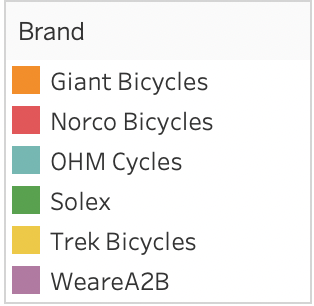 Brand
Giant Bicycles
Norco Bicycles
OHM Cycles
Solex
Trek Bicycles
WeareA2B